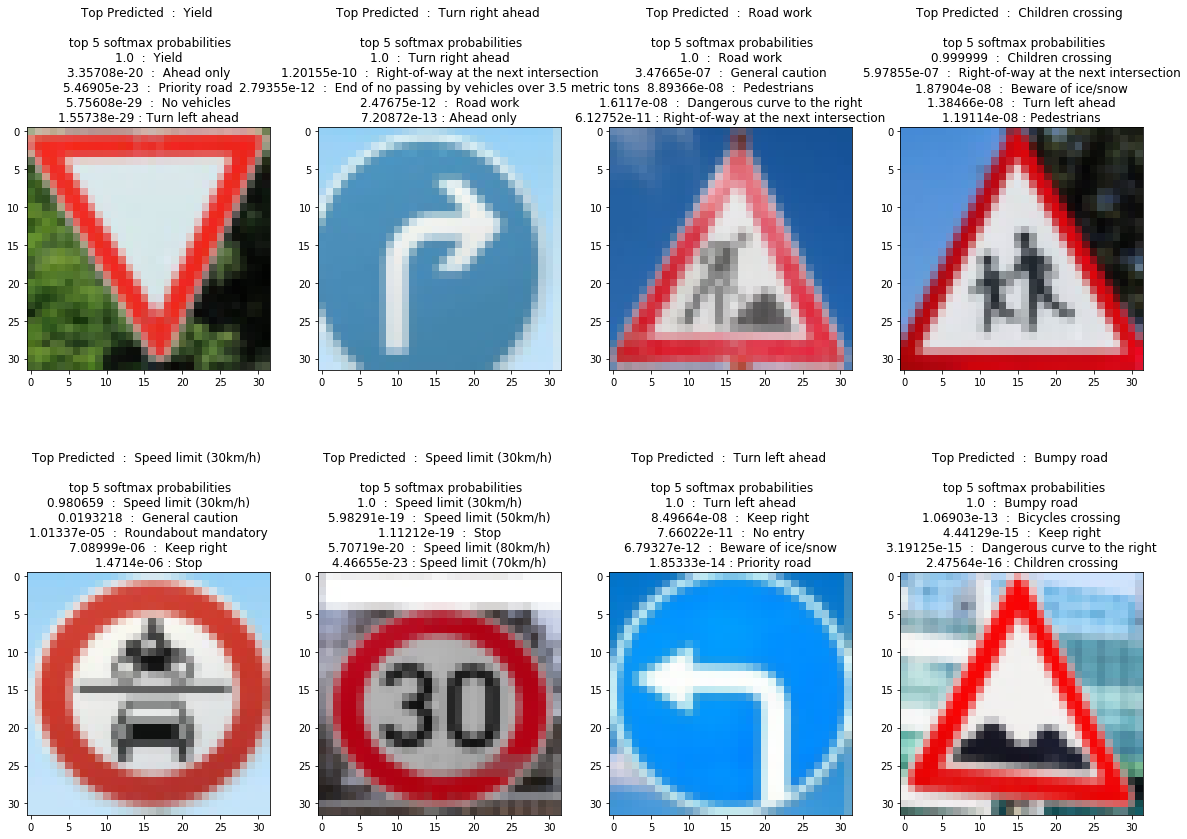 Top Predicted : Yield
top 5 softmax probabilities
1.0 : Yield
3.35708e-20 : Ahead only
5.46905e-23 : Priority road
5.75608e-29 : No vehicles
1.55738e-29 : Turn left ahead
0
5
10
15
20
25
30
0 5 10 15 20 25 30
Top Predicted : Turn right ahead
top 5 softmax probabilities
1.0 : Turn right ahead
1.20155e-10 : Right-of-way at the next intersection
2.79355e-12 : End of no passing by vehicles over 3.5 metric tons
2.47675e-12 : Road work
7.20872e-13 : Ahead only
0
5
10
15
20
25
30
0 5 10 15 20 25 30
Top Predicted : Road work
top 5 softmax probabilities
1.0 : Road work
3.47665e-07 : General caution
8.89366e-08 : Pedestrians
1.6117e-08 : Dangerous curve to the right
6.12752e-11 : Right-of-way at the next intersection
0
5
10
15
20
25
30
0 5 10 15 20 25 30
Top Predicted : Children crossing
top 5 softmax probabilities
0.999999 : Children crossing
5.97855e-07 : Right-of-way at the next intersection
1.87904e-08 : Beware of ice/snow
1.38466e-08 : Turn left ahead
1.19114e-08 : Pedestrians
0
5
10
15
20
25
30
0 5 10 15 20 25 30
Top Predicted : Speed limit (30km/h)
top 5 softmax probabilities
0.980659 : Speed limit (30km/h)
0.0193218 : General caution
1.01337e-05 : Roundabout mandatory
7.08999e-06 : Keep right
1.4714e-06 : Stop
0
5
10
15
20
25
30
0 5 10 15 20 25 30
Top Predicted : Speed limit (30km/h)
top 5 softmax probabilities
1.0 : Speed limit (30km/h)
5.98291e-19 : Speed limit (50km/h)
1.11212e-19 : Stop
5.70719e-20 : Speed limit (80km/h)
4.46655e-23 : Speed limit (70km/h)
0
5
10
15
20
25
30
30
0 5 10 15 20 25 30
Top Predicted : Turn left ahead
top 5 softmax probabilities
1.0 : Turn left ahead
8.49664e-08 : Keep right
7.66022e-11 : No entry
6.79327e-12 : Beware of ice/snow
1.85333e-14 : Priority road
0
5
10
15
20
25
30
0 5 10 15 20 25 30
Top Predicted : Bumpy road
top 5 softmax probabilities
1.0 : Bumpy road
1.06903e-13 : Bicycles crossing
4.44129e-15 : Keep right
3.19125e-15 : Dangerous curve to the right
2.47564e-16 : Children crossing
0
5
10
15
20
25
30
0 5 10 15 20 25 30